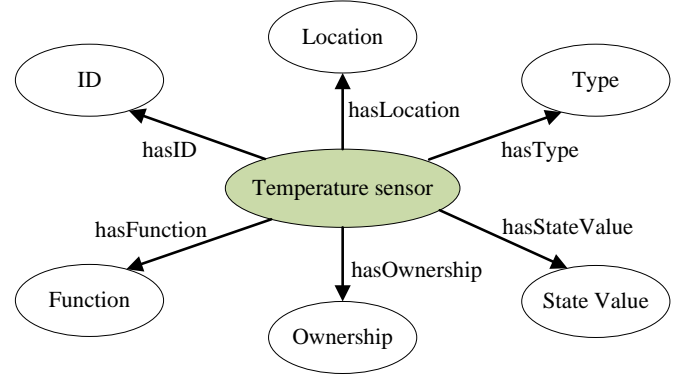 Location
ID
Type
hasLocation
hasID
hasType
Temperature sensor
hasFunction
hasStateValue
hasOwnership
Function
State Value
Ownership